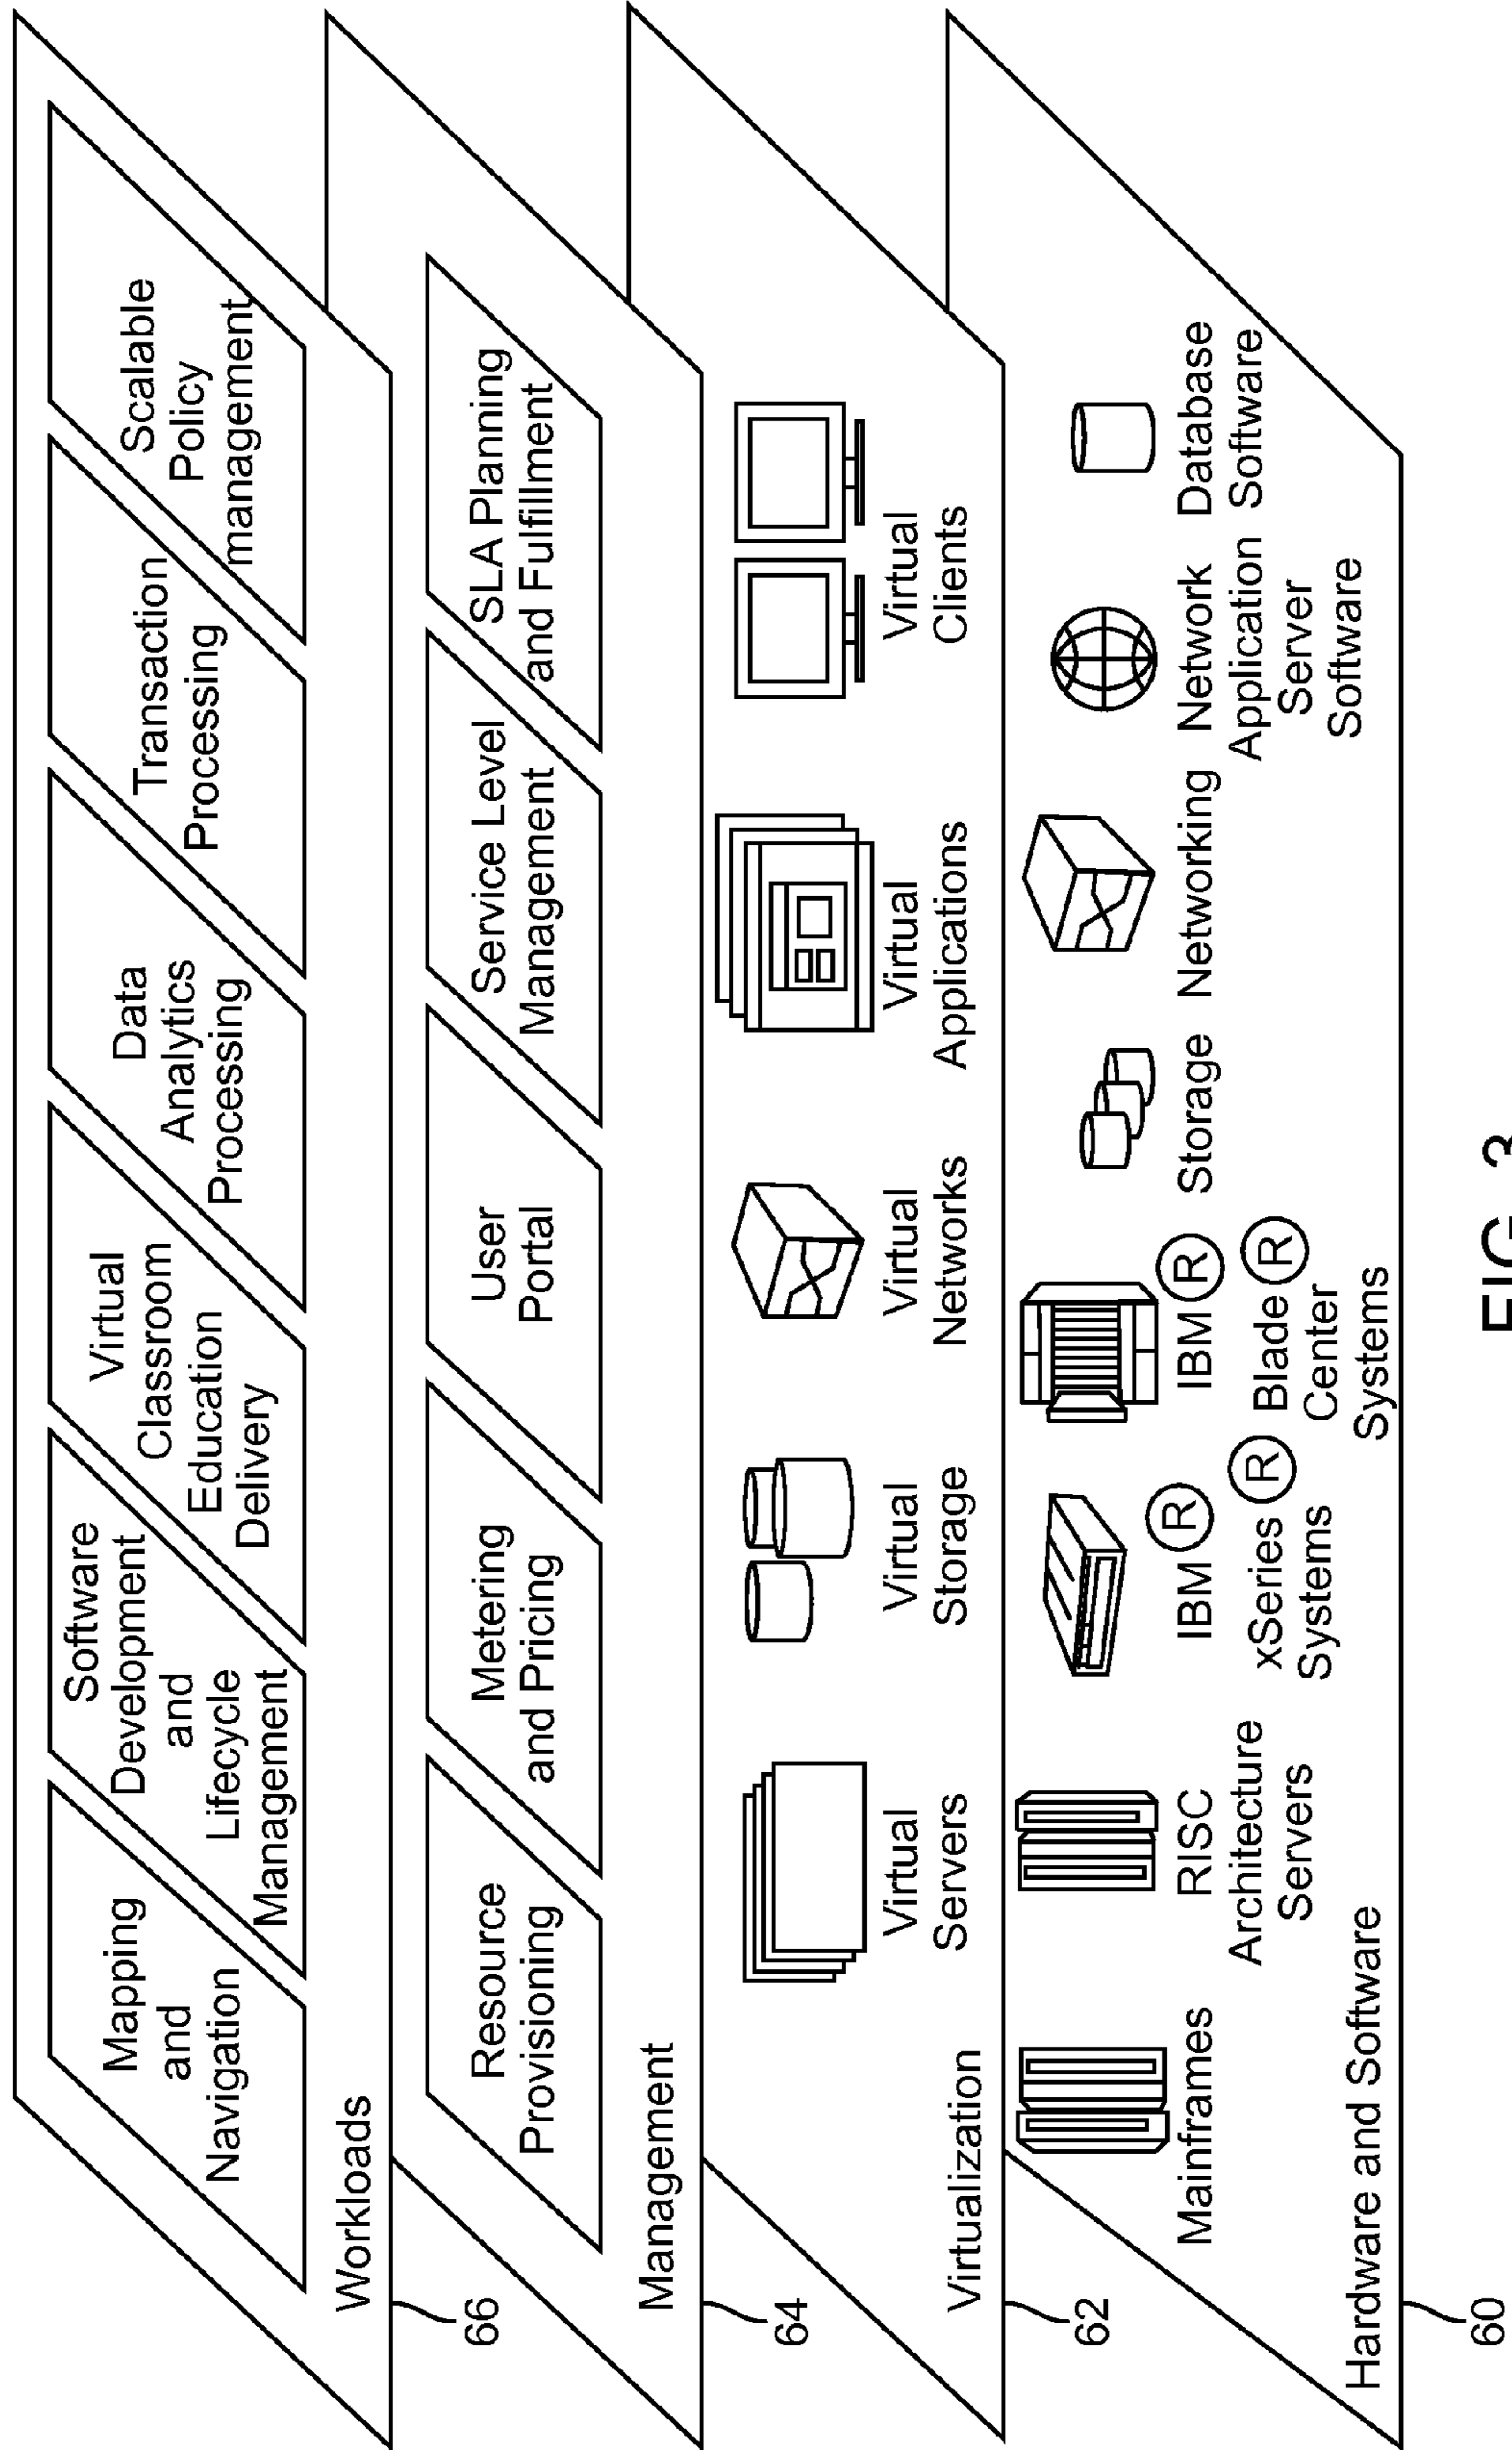 Mapping
and
Navigation
Software
Development
and
Lifecycle
Management
Virtual
Classroom
Education
Delivery
Data
Analytics
Processing
Transaction
Processing
Scalable
Policy
management
Workloads
66
Resource
Provisioning
Metering
and Pricing
User
Portal
Service Level
Management
SLA Planning
and Fulfillment
Management
64
Virtual
Servers
Virtual
Storage
Virtual
Networks
Virtual
Applications
Virtual
Clients
Virtualization
62
Mainframes
RISC
Architecture
Servers
IBM ®
xSeries ®
Systems
IBM ®
Blade ®
Center
Systems
Storage
Networking
Network
Application
Server
Software
Database
Software
Hardware and Software
60
FIG. 3